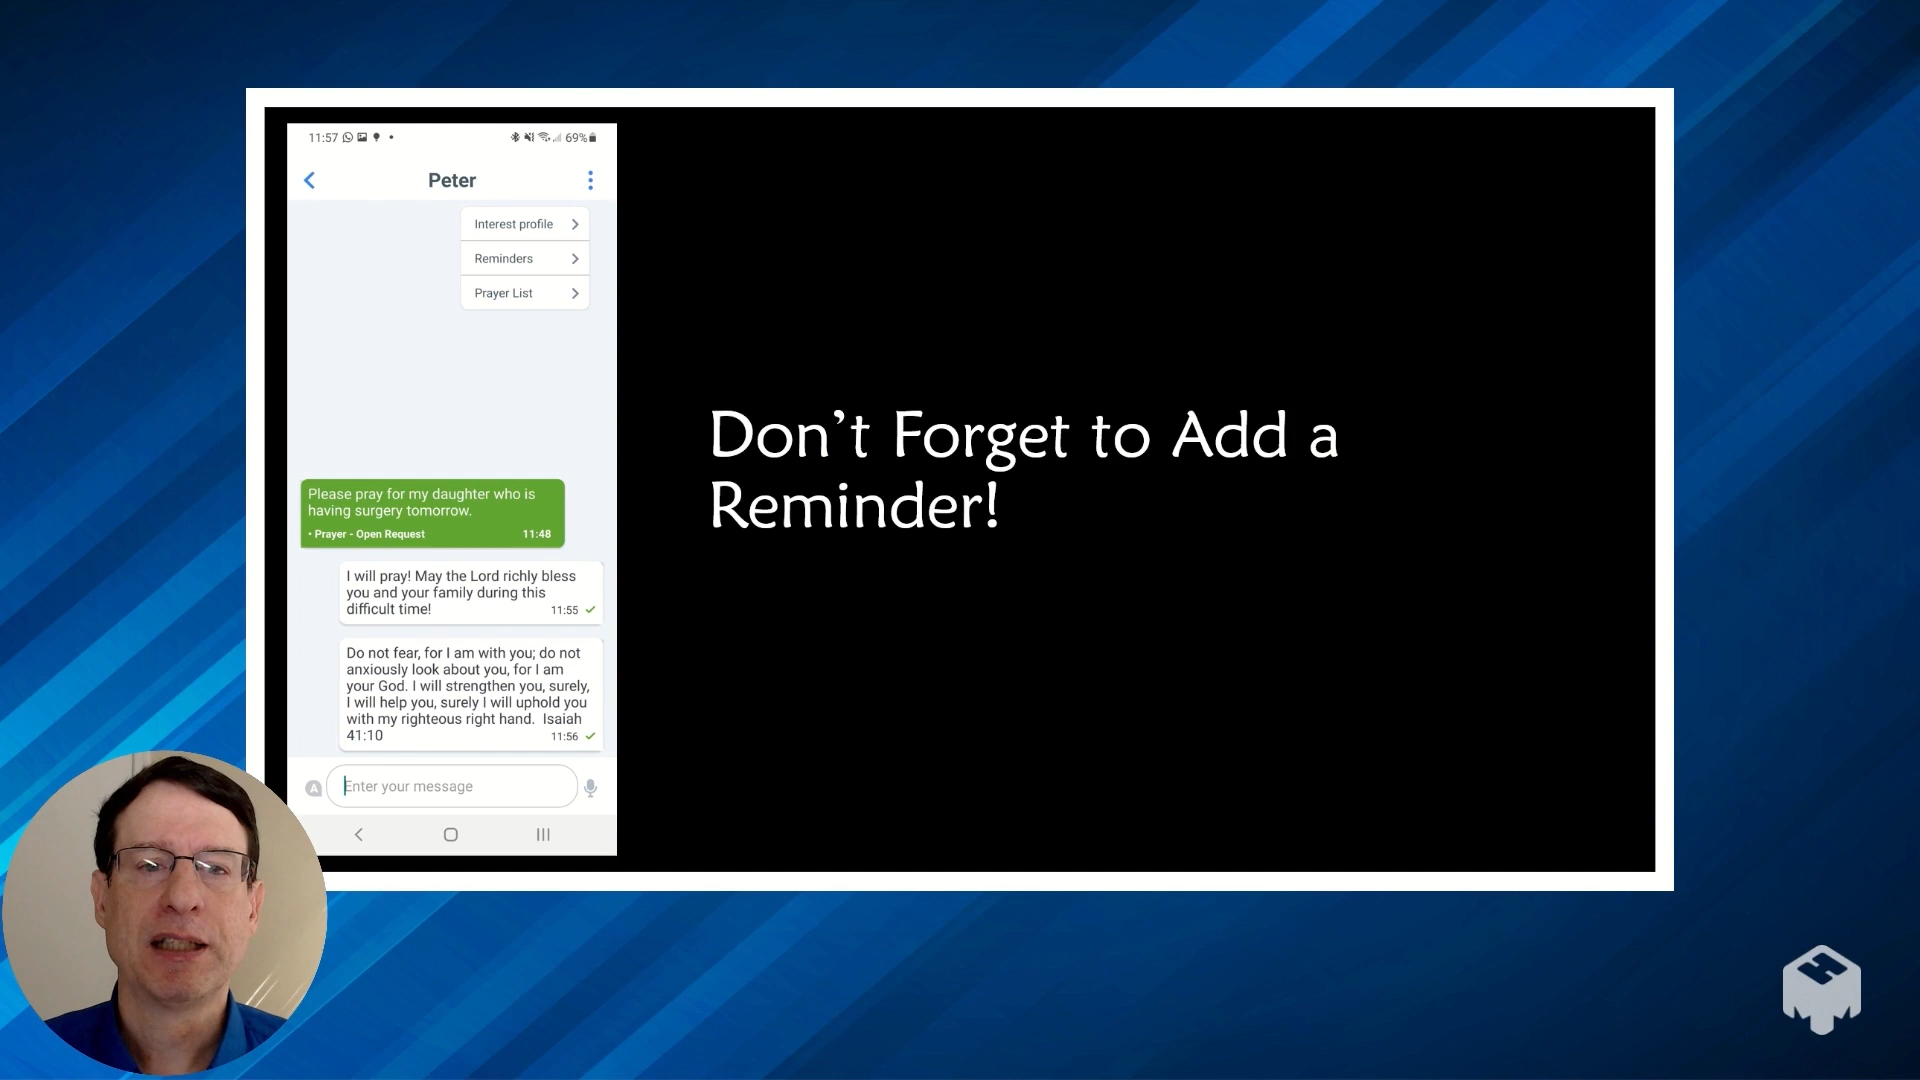 11:57
69%
Peter
Interest profile
Reminders
Prayer List
Please pray for my daughter who is
having surgery tomorrow.
• Prayer - Open Request 11:48
I will pray! May the Lord richly bless
you and your family during this
difficult time! 11:55
Do not fear, for I am with you; do not
anxiously look about you, for I am
your God. I will strengthen you, surely,
I will help you, surely I will uphold you
with my righteous right hand. Isaiah
41:10 11:56
A
Enter your message
Don’t Forget to Add a
Reminder!